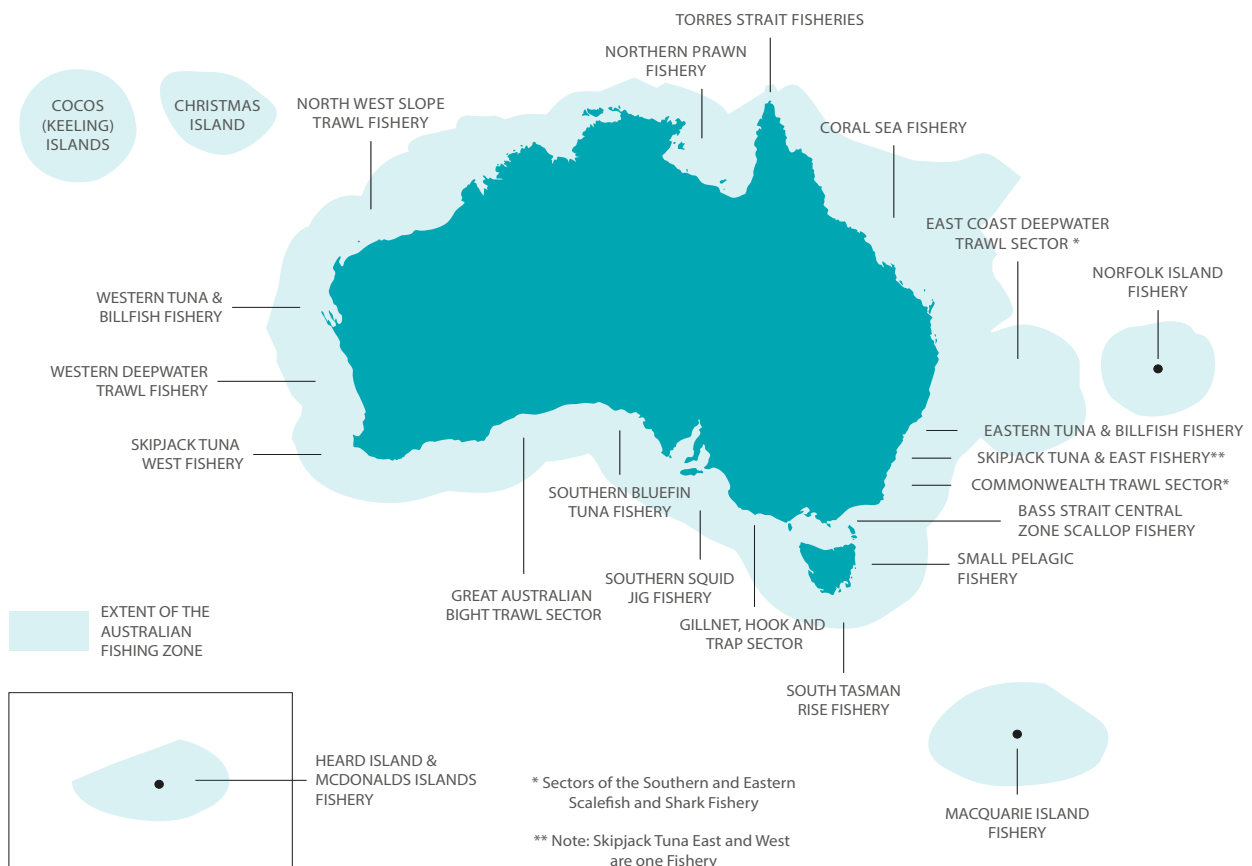 TORRES STRAIT FISHERIES
NORTHERN PRAWN
FISHERY
COCOS
(KEELING)
ISLANDS
CHRISTMAS
ISLAND
NORTH WEST SLOPE
TRAWL FISHERY
CORAL SEA FISHERY
EAST COAST DEEPWATER
TRAWL SECTOR *
NORFOLK ISLAND
FISHERY
WESTERN TUNA &
BILLFISH FISHERY
WESTERN DEEPWATER
TRAWL FISHERY
SKIPJACK TUNA
WEST FISHERY
EASTERN TUNA & BILLFISH FISHERY
SKIPJACK TUNA & EAST FISHERY**
COMMONWEALTH TRAWL SECTOR*
BASS STRAIT CENTRAL
ZONE SCALLOP FISHERY
SMALL PELAGIC
FISHERY
SOUTHERN BLUEFIN
TUNA FISHERY
GREAT AUSTRALIAN
BIGHT TRAWL SECTOR
SOUTHERN SQUID
JIG FISHERY
GILLNET, HOOK AND
TRAP SECTOR
SOUTH TASMAN
RISE FISHERY
EXTENT OF THE
AUSTRALIAN
FISHING ZONE
HEARD ISLAND &
MCDONALDS ISLANDS
FISHERY
* Sectors of the Southern and Eastern
Scalefish and Shark Fishery
** Note: Skipjack Tuna East and West
are one Fishery
MACQUARIE ISLAND
FISHERY